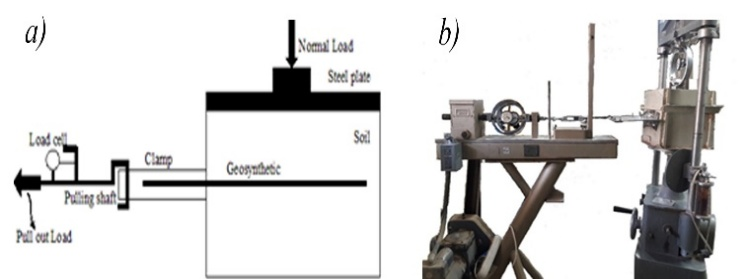 a)
b)
Normal Load
Steel plate
Soil
Load cell
Clamp
Geosynthetic
Pulling shaft
Pull out Load